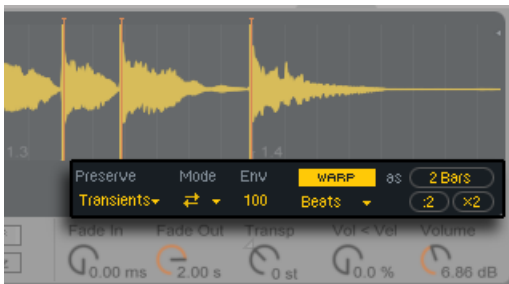 1.3
1.4
Preserve Mode Env WARP as 2 Bars
Transients 100 Beats :2 ×2
Fade In Fade Out Transp Vol < Vel Volume
0.00 ms 2.00 s 0 st 0.0 % 6.86 dB